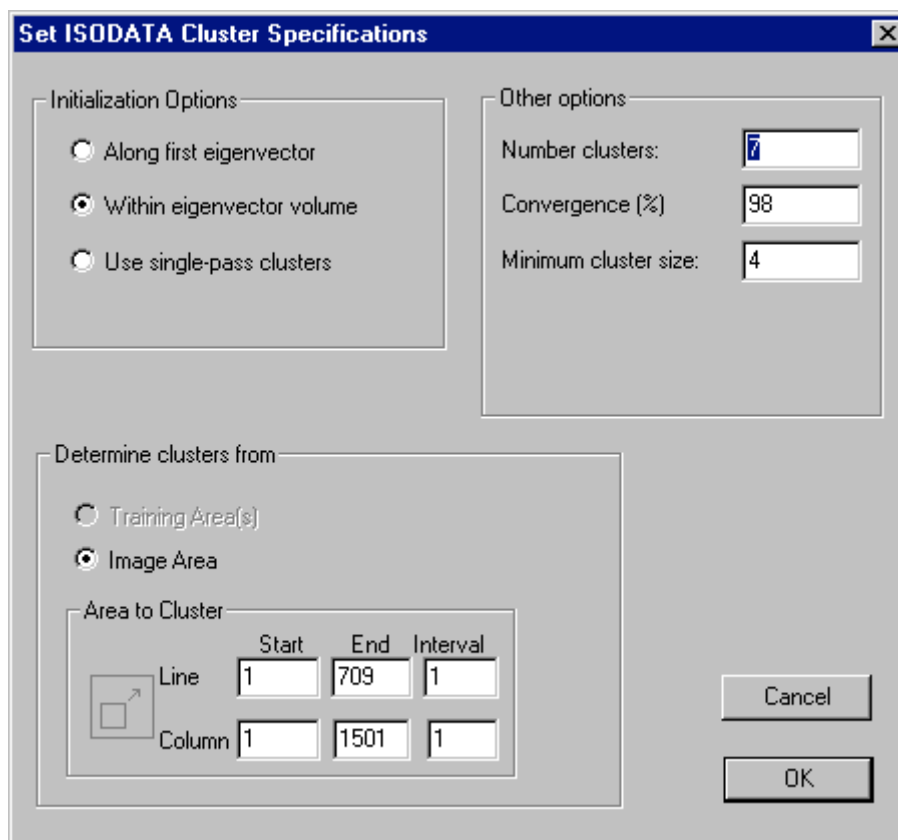 Set ISODATA Cluster Specifications
Initialization Options
Along first eigenvector
Within eigenvector volume
Use single-pass clusters
Other options
Number clusters: 7
Convergence (%) 98
Minimum cluster size: 4
Determine clusters from
Training Area(s)
Image Area
Area to Cluster
Start End Interval
Line 1 709 1
Column 1 1501 1
Cancel
OK